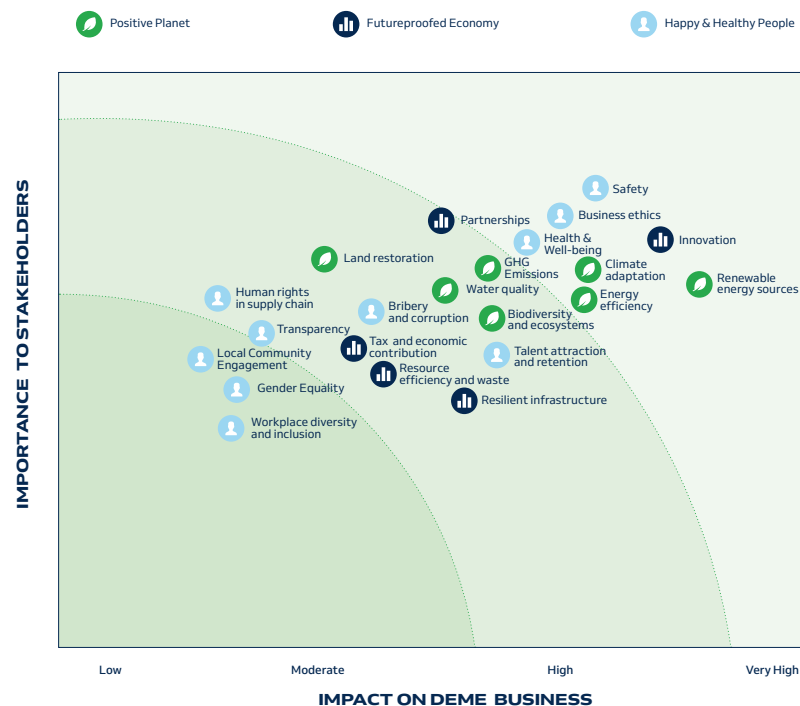 Positive Planet
Futureproofed Economy
Happy & Healthy People
IMPORTANCE TO STAKEHOLDERS
Safety
Business ethics
Partnerships
Health &
Well-being
Innovation
Land restoration
GHG
Emissions
Climate
adaptation
Renewable
energy sources
Water quality
Energy
efficiency
Human rights
in supply chain
Bribery
and corruption
Biodiversity
and ecosystems
Transparency
Tax and economic
contribution
Talent attraction
and retention
Local Community
Engagement
Resource
efficiency and waste
Gender Equality
Resilient infrastructure
Workplace diversity
and inclusion
Low
Moderate
High
Very High
IMPACT ON DEME BUSINESS